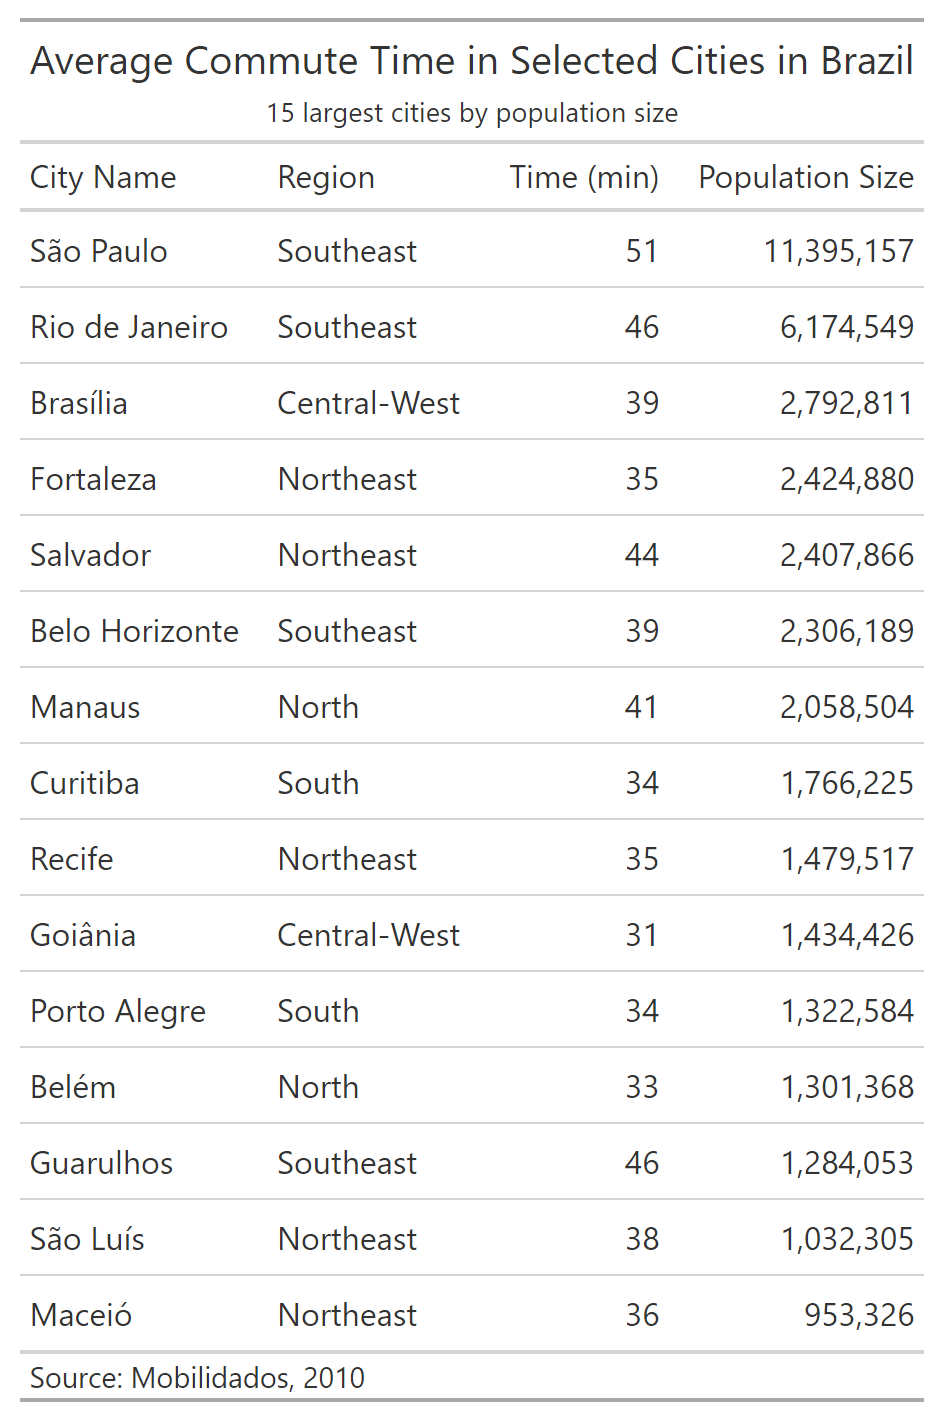 Average Commute Time in Selected Cities in Brazil
15 largest cities by population size
City Name Region Time (min) Population Size
São Paulo Southeast 51 11,395,157
Rio de Janeiro Southeast 46 6,174,549
Brasília Central-West 39 2,792,811
Fortaleza Northeast 35 2,424,880
Salvador Northeast 44 2,407,866
Belo Horizonte Southeast 39 2,306,189
Manaus North 41 2,058,504
Curitiba South 34 1,766,225
Recife Northeast 35 1,479,517
Goiânia Central-West 31 1,434,426
Porto Alegre South 34 1,322,584
Belém North 33 1,301,368
Guarulhos Southeast 46 1,284,053
São Luís Northeast 38 1,032,305
Maceió Northeast 36 953,326
Source: Mobilidados, 2010